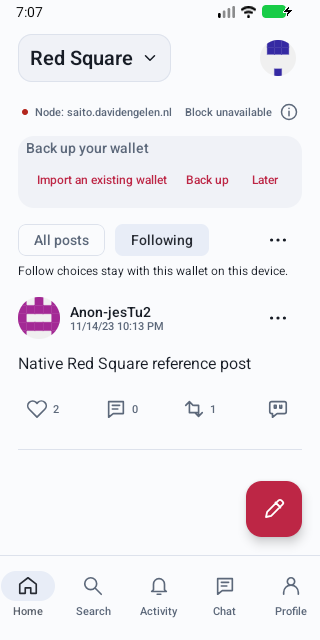 7:07
Red Square
Node: saito.davidengelen.nl Block unavailable
Back up your wallet
Import an existing wallet Back up Later
All posts Following
Follow choices stay with this wallet on this device.
Anon-jesTu2
11/14/23 10:13 PM
Native Red Square reference post
2 0 1
Home Search Activity Chat Profile